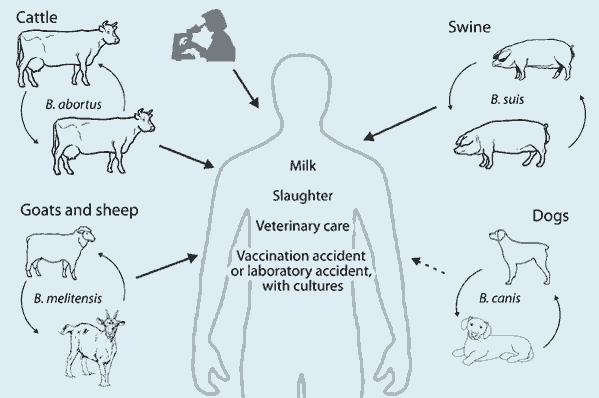 Cattle
B. abortus
Swine
B. suis
Milk
Slaughter
Veterinary care
Vaccination accident
or laboratory accident,
with cultures
Goats and sheep
B. melitensis
Dogs
B. canis